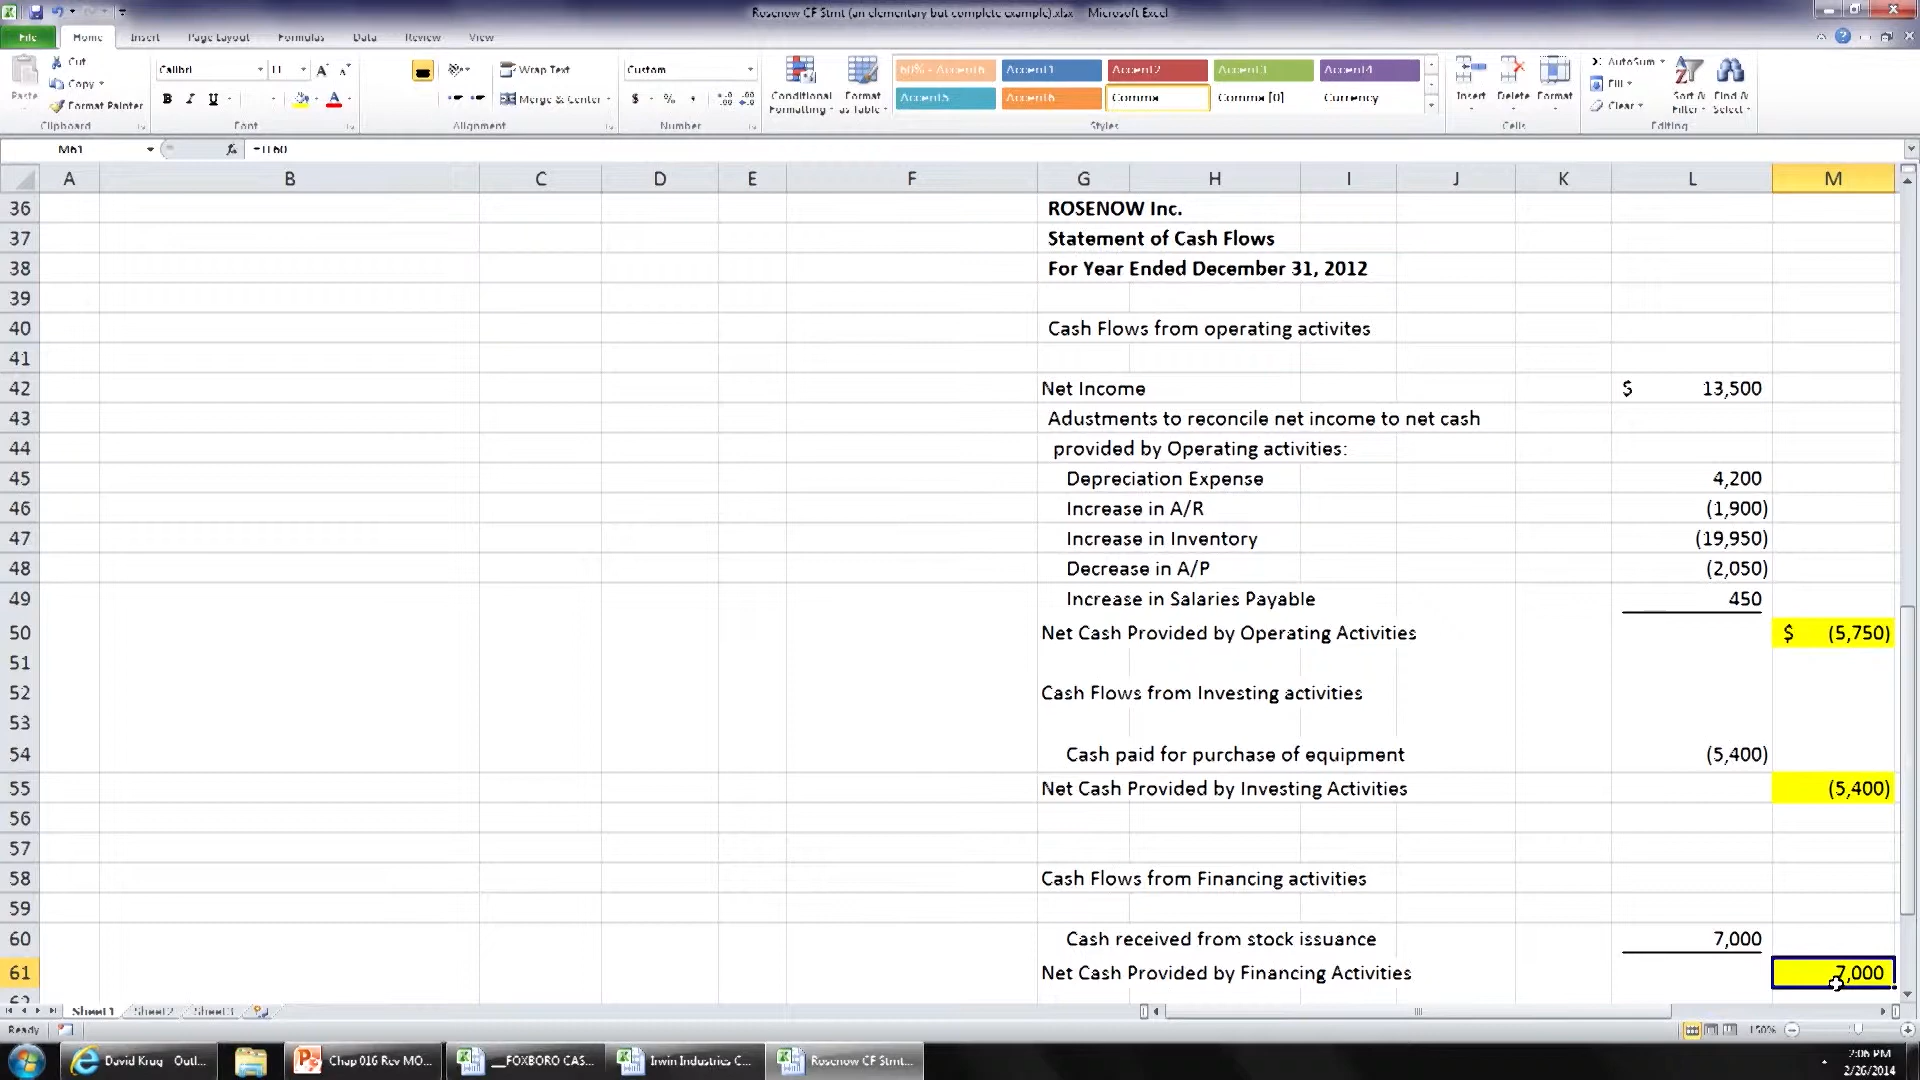 Rosenow CF Stmt (an elementary but complete example).xlsx - Microsoft Excel
File Home Insert Page Layout Formulas Data Review View
Cut
Copy
Format Painter
Paste
Calibri 11
B I U
Wrap Text
Merge & Center
Custom
$ % ,
Conditional Formatting
Format as Table
60% - Accent6 Accent1 Accent2 Accent3 Accent4
Accent5 Accent6 Comma Comma [0] Currency
Insert Delete Format
AutoSum
Fill
Clear
Sort & Filter
Find & Select
Clipboard Font Alignment Number Styles Cells Editing
M61 fx
A B C D E F G H I J K L M
36 ROSENOW Inc.
37 Statement of Cash Flows
38 For Year Ended December 31, 2012
39
40 Cash Flows from operating activites
41
42 Net Income $ 13,500
43 Adustments to reconcile net income to net cash
44 provided by Operating activities:
45 Depreciation Expense 4,200
46 Increase in A/R (1,900)
47 Increase in Inventory (19,950)
48 Decrease in A/P (2,050)
49 Increase in Salaries Payable 450
50 Net Cash Provided by Operating Activities $ (5,750)
51
52 Cash Flows from Investing activities
53
54 Cash paid for purchase of equipment (5,400)
55 Net Cash Provided by Investing Activities (5,400)
56
57
58 Cash Flows from Financing activities
59
60 Cash received from stock issuance 7,000
61 Net Cash Provided by Financing Activities 7,000
62
Sheet1 Sheet2 Sheet3
Ready 150%
David Krug - Outl... Chap 016 Rev MO... __FOXBORO CAS... Irwin Industries C... Rosenow CF Stmt...
2:06 PM
2/26/2014